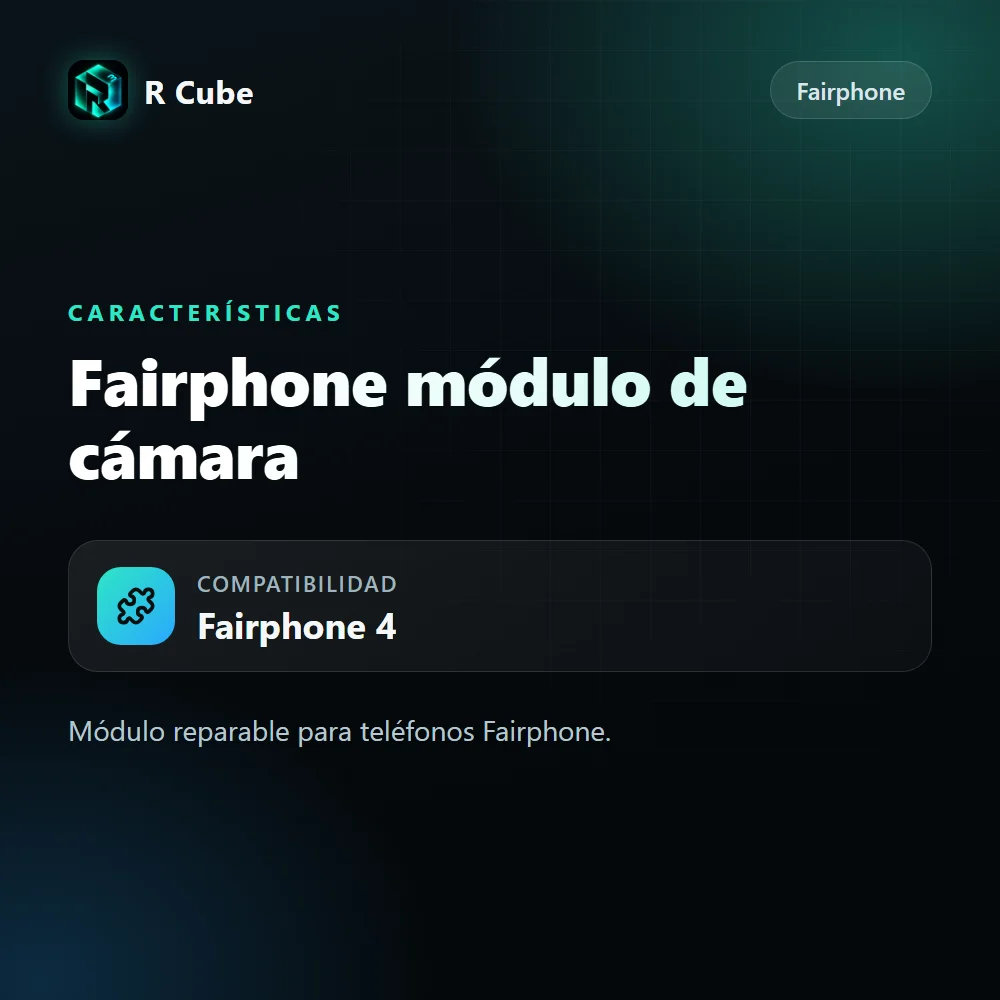 R Cube
Fairphone
CARACTERÍSTICAS
Fairphone módulo de
cámara
COMPATIBILIDAD
Fairphone 4
Módulo reparable para teléfonos Fairphone.